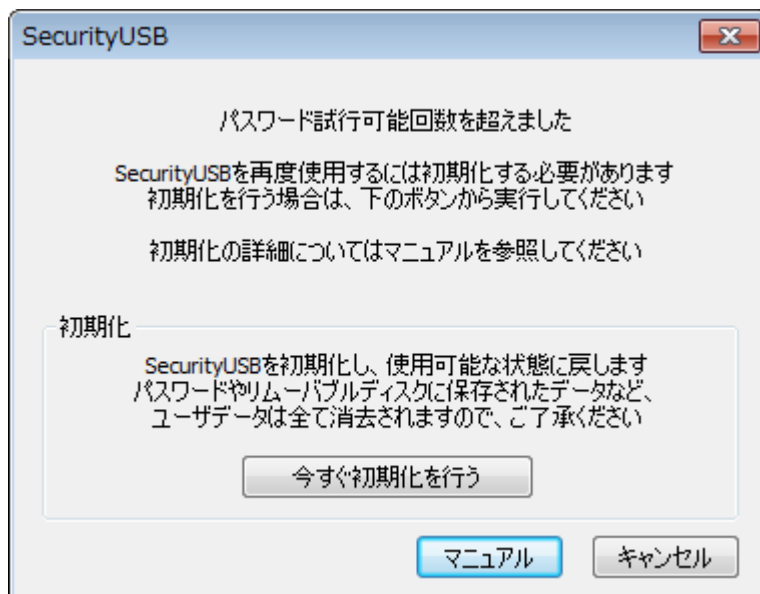 SecurityUSB
パスワード試行可能回数を超えました
SecurityUSBを再度使用するには初期化する必要があります
初期化を行う場合は、下のボタンから実行してください
初期化の詳細についてはマニュアルを参照してください
初期化
SecurityUSBを初期化し、使用可能な状態に戻します
パスワードやリムーバブルディスクに保存されたデータなど、
ユーザデータは全て消去されますので、ご了承ください
今すぐ初期化を行う
マニュアル
キャンセル